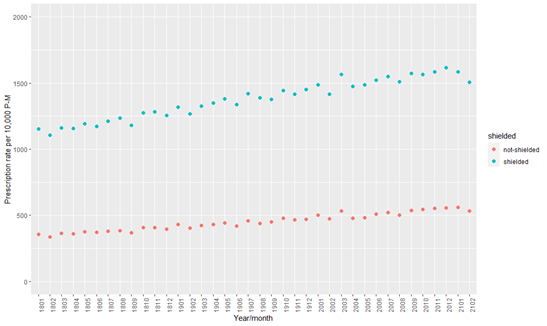 2000
1500
1000
500
0
Prescription rate per 10,000 P-M
1801 1802 1803 1804 1805 1806 1807 1808 1809 1810 1811 1812 1901 1902 1903 1904 1905 1906 1907 1908 1909 1910 1911 1912 2001 2002 2003 2004 2005 2006 2007 2008 2009 2010 2011 2012 2101 2102
Year/month
shielded
not-shielded
shielded